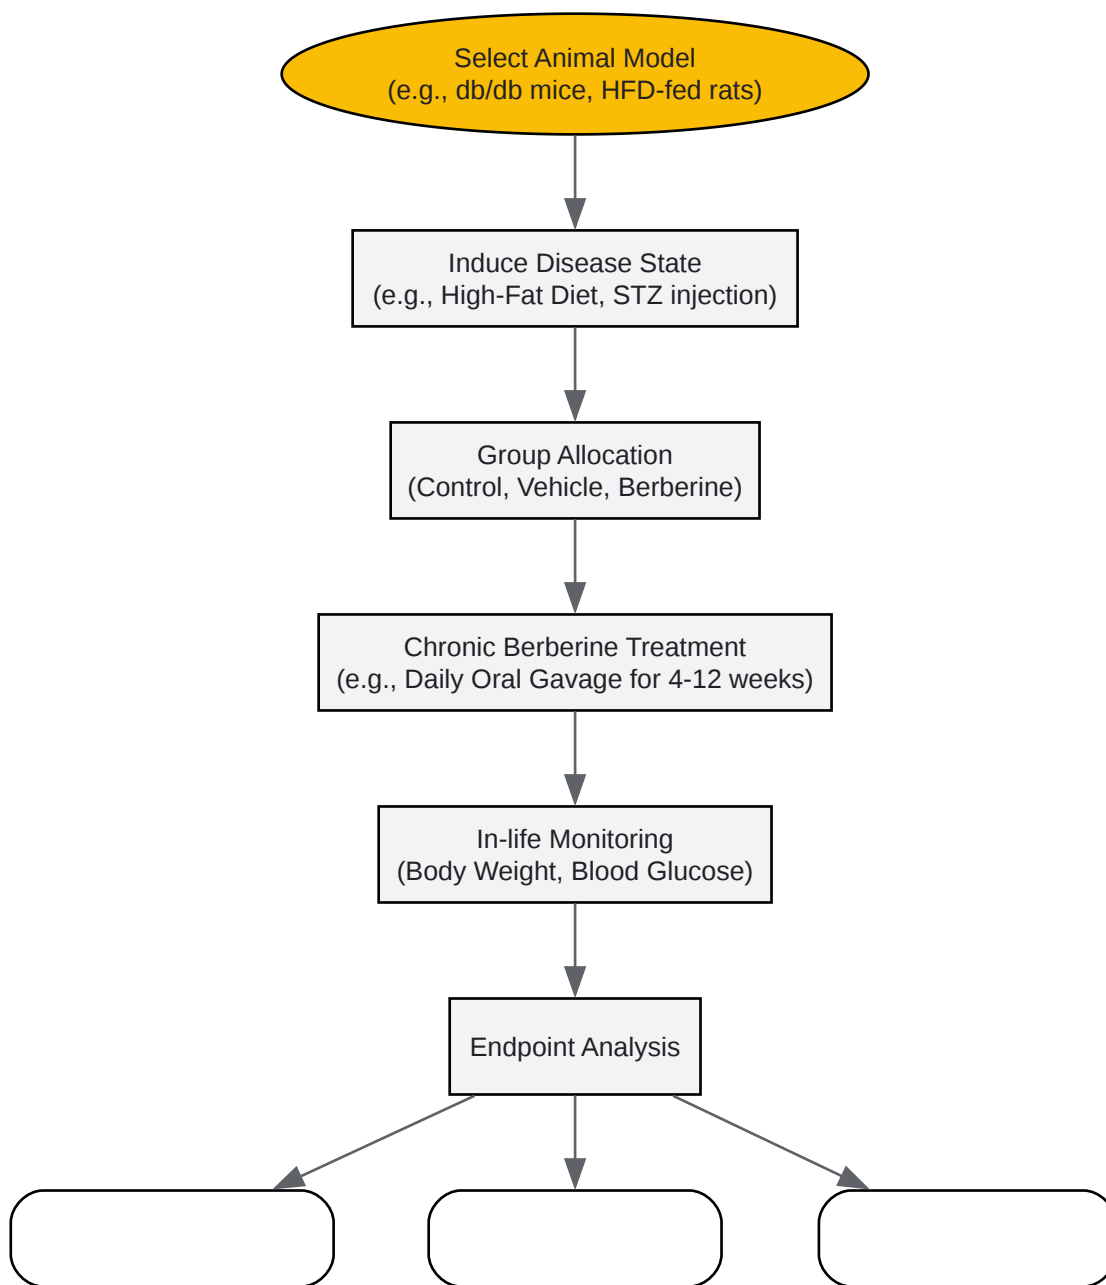 Select Animal Model
(e.g., db/db mice, HFD-fed rats)
Induce Disease State
(e.g., High-Fat Diet, STZ injection)
Group Allocation
(Control, Vehicle, Berberine)
Chronic Berberine Treatment
(e.g., Daily Oral Gavage for 4-12 weeks)
In-life Monitoring
(Body Weight, Blood Glucose)
Endpoint Analysis